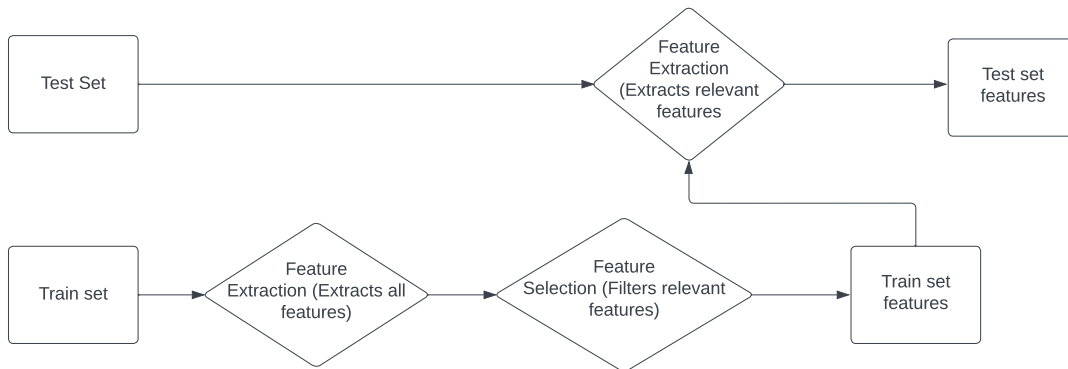 Test Set
Feature
Extraction
(Extracts relevant
features
Test set
features
Train set
Feature
Extraction (Extracts all
features)
Feature
Selection (Filters relevant
features)
Train set
features